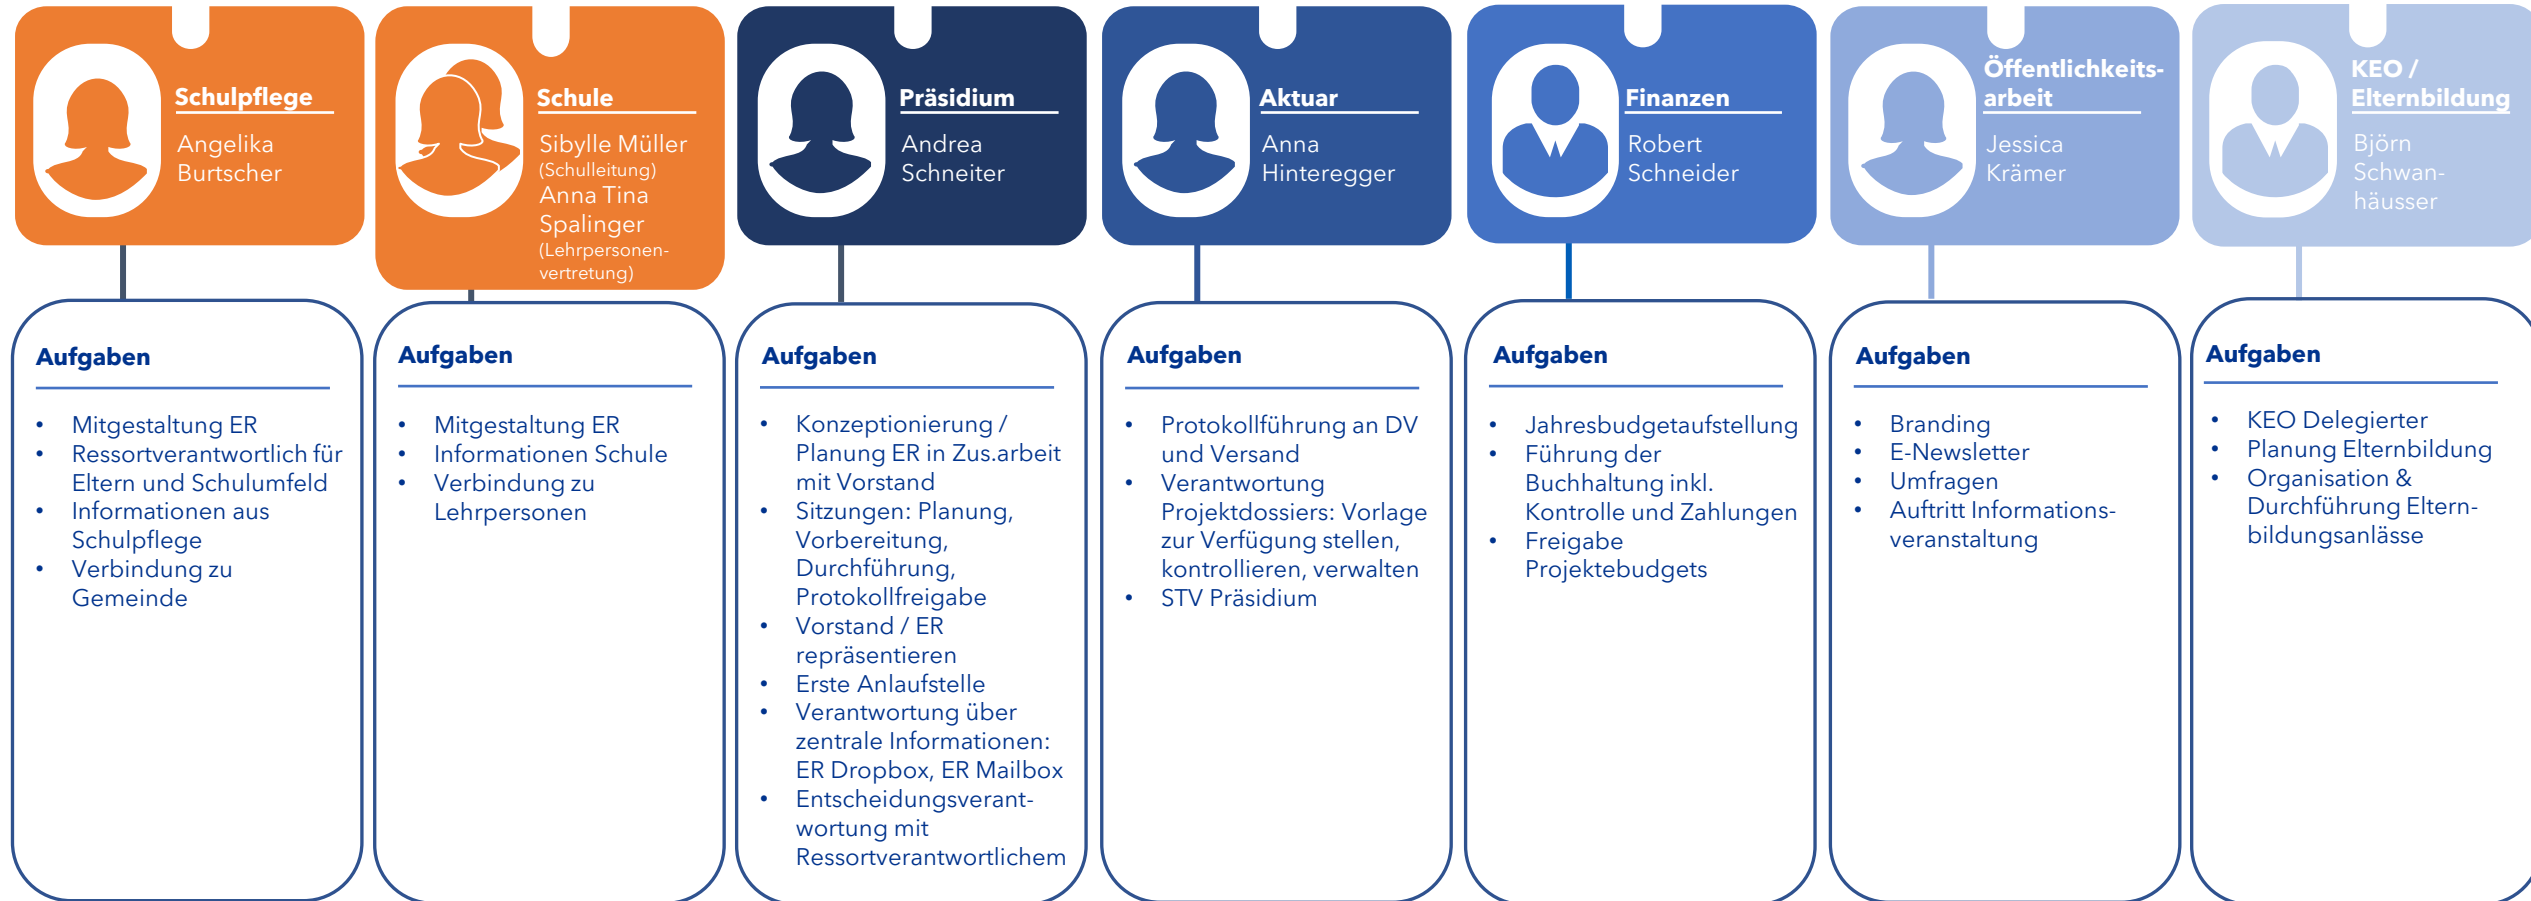 Schulpflege
Angelika
Burtscher
Aufgaben
• Mitgestaltung ER
• Ressortverantwortlich für
Eltern und Schulumfeld
• Informationen aus
Schulpflege
• Verbindung zu
Gemeinde
Schule
Sibylle Müller
(Schulleitung)
Anna Tina
Spalinger
(Lehrpersonen-
vertretung)
Aufgaben
• Mitgestaltung ER
• Informationen Schule
• Verbindung zu
Lehrpersonen
Präsidium
Andrea
Schneiter
Aufgaben
• Konzeptionierung /
Planung ER in Zus.arbeit
mit Vorstand
• Sitzungen: Planung,
Vorbereitung,
Durchführung,
Protokollfreigabe
• Vorstand / ER
repräsentieren
• Erste Anlaufstelle
• Verantwortung über
zentrale Informationen:
ER Dropbox, ER Mailbox
• Entscheidungsverant-
wortung mit
Ressortverantwortlichem
Aktuar
Anna
Hinteregger
Aufgaben
• Protokollführung an DV
und Versand
• Verantwortung
Projektdossiers: Vorlage
zur Verfügung stellen,
kontrollieren, verwalten
• STV Präsidium
Finanzen
Robert
Schneider
Aufgaben
• Jahresbudgetaufstellung
• Führung der
Buchhaltung inkl.
Kontrolle und Zahlungen
• Freigabe
Projektebudgets
Öffentlichkeits-
arbeit
Jessica
Krämer
Aufgaben
• Branding
• E-Newsletter
• Umfragen
• Auftritt Informations-
veranstaltung
KEO /
Elternbildung
Björn
Schwan-
häusser
Aufgaben
• KEO Delegierter
• Planung Elternbildung
• Organisation &
Durchführung Eltern-
bildungsanlässe